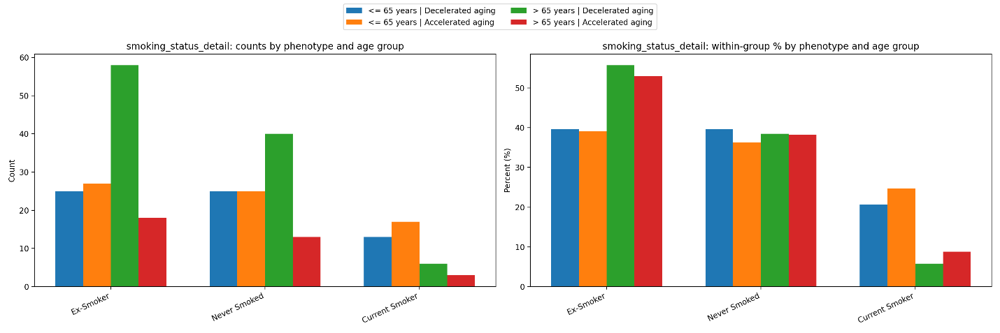 <= 65 years | Decelerated aging
<= 65 years | Accelerated aging
> 65 years | Decelerated aging
> 65 years | Accelerated aging
smoking_status_detail: counts by phenotype and age group
Count
60
50
40
30
20
10
0
Ex-Smoker
Never Smoked
Current Smoker
smoking_status_detail: within-group % by phenotype and age group
Percent (%)
50
40
30
20
10
0
Ex-Smoker
Never Smoked
Current Smoker